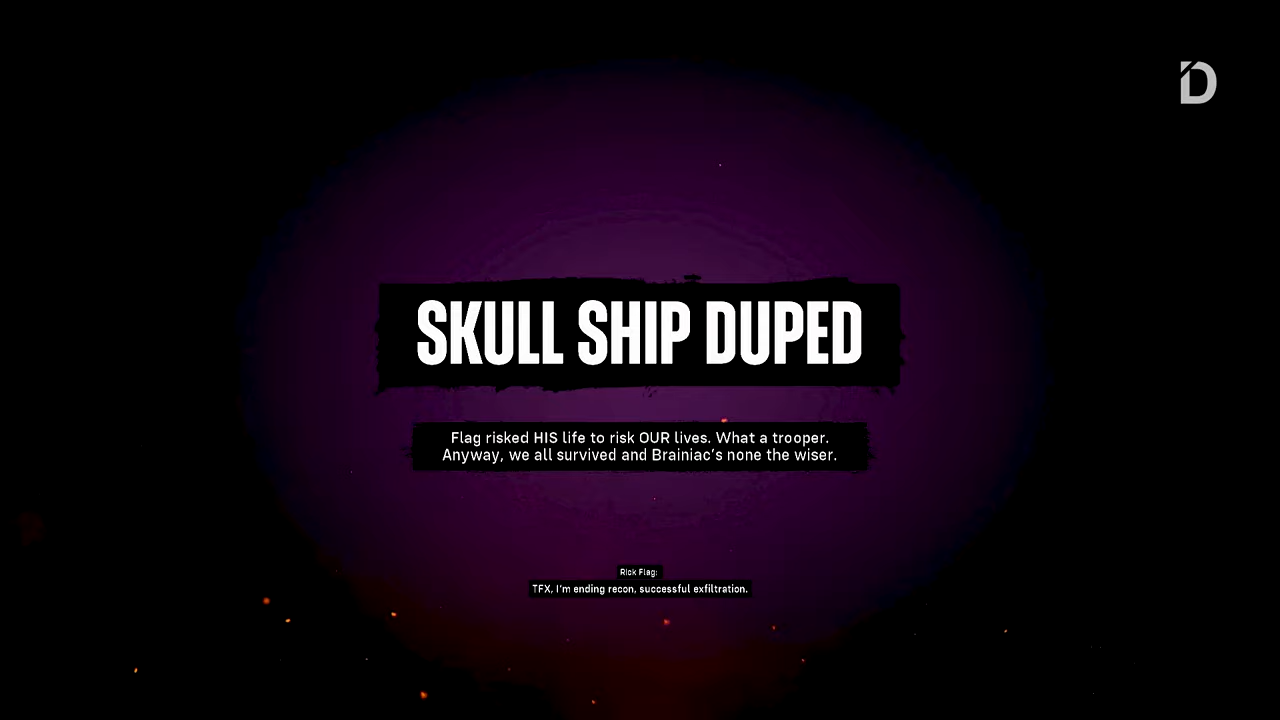 D
SKULL SHIP DUPED
Flag risked HIS life to risk OUR lives. What a trooper.
Anyway, we all survived and Brainiac's none the wiser.
Rick Flag:
TFX, I'm ending recon, successful exfiltration.